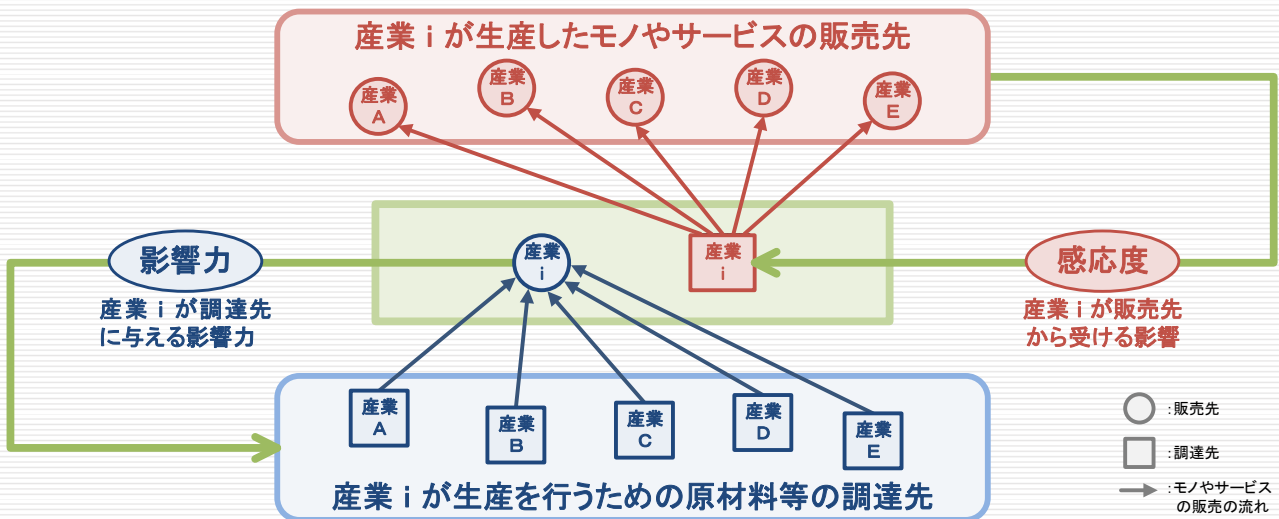 産業ｉが生産したモノやサービスの販売先
産業
A
産業
B
産業
C
産業
D
産業
E
影響力
産業ｉが調達先
に与える影響力
産業
i
産業
i
感応度
産業ｉが販売先
から受ける影響
産業
A
産業
B
産業
C
産業
D
産業
E
産業ｉが生産を行うための原材料等の調達先
:販売先
:調達先
:モノやサービス
の販売の流れ